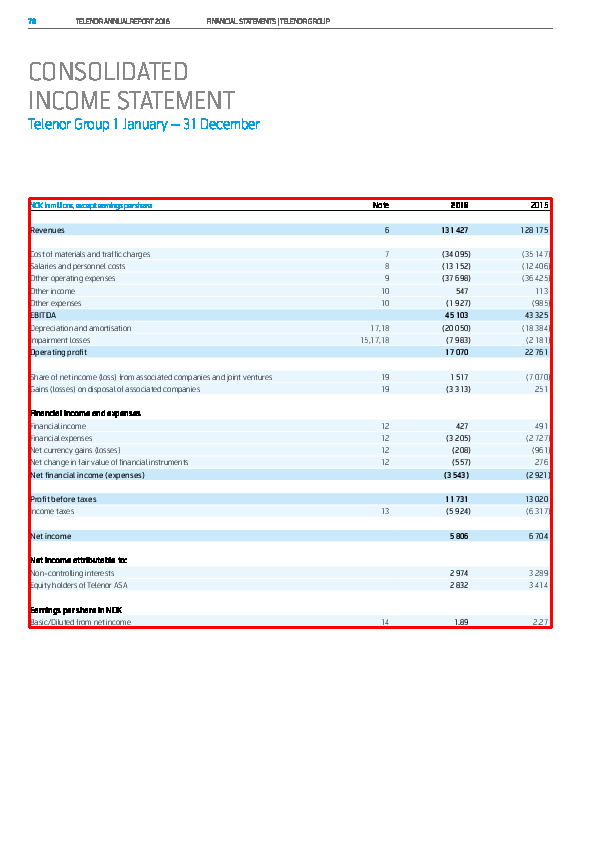 78 TELENOR ANNUAL REPORT 2016 FINANCIAL STATEMENTS | TELENOR GROUP
CONSOLIDATED
INCOME STATEMENT
Telenor Group 1 January – 31 December
NOK in millions, except earnings per share Note 2016 2015
Revenues 6 131 427 128 175
Cost of materials and traffic charges 7 (34 095) (35 147)
Salaries and personnel costs 8 (13 152) (12 406)
Other operating expenses 9 (37 698) (36 425)
Other income 10 547 113
Other expenses 10 (1 927) (985)
EBITDA 45 103 43 325
Depreciation and amortisation 17,18 (20 050) (18 384)
Impairment losses 15,17,18 (7 983) (2 181)
Operating profit 17 070 22 761
Share of net income (loss) from associated companies and joint ventures 19 1 517 (7 070)
Gains (losses) on disposal of associated companies 19 (3 313) 251
Financial income and expenses
Financial income 12 427 491
Financial expenses 12 (3 205) (2 727)
Net currency gains (losses) 12 (208) (961)
Net change in fair value of financial instruments 12 (557) 276
Net financial income (expenses) (3 543) (2 921)
Profit before taxes 11 731 13 020
Income taxes 13 (5 924) (6 317)
Net income 5 806 6 704
Net income attributable to:
Non-controlling interests 2 974 3 289
Equity holders of Telenor ASA 2 832 3 414
Earnings per share in NOK
Basic/Diluted from net income 14 1.89 2.27